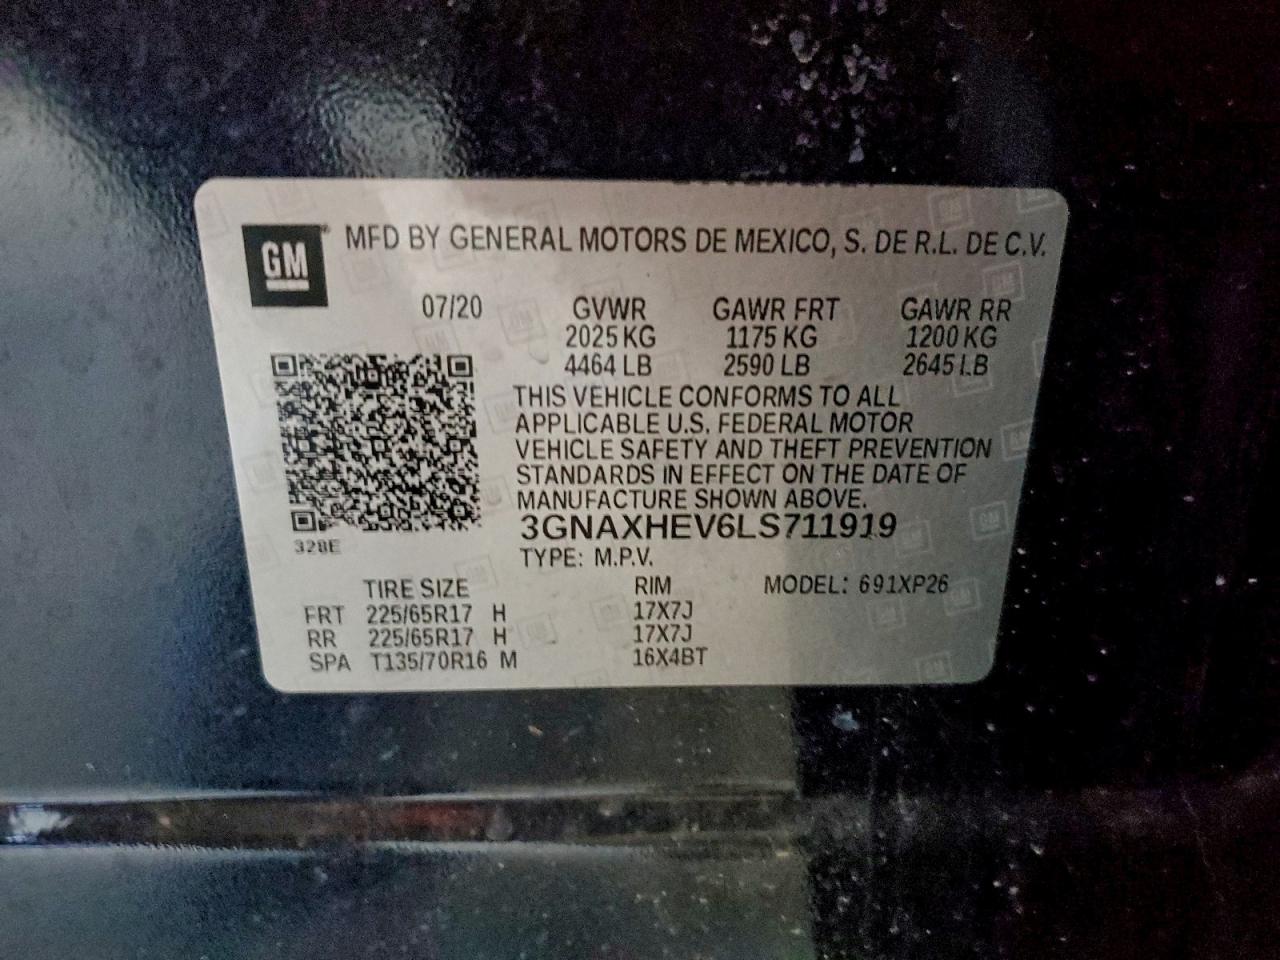 GM MFD BY GENERAL MOTORS DE MEXICO, S. DE R.L. DE C.V.
07/20 GVWR GAWR FRT GAWR RR
2025 KG 1175 KG 1200 KG
4464 LB 2590 LB 2645 LB
THIS VEHICLE CONFORMS TO ALL
APPLICABLE U.S. FEDERAL MOTOR
VEHICLE SAFETY AND THEFT PREVENTION
STANDARDS IN EFFECT ON THE DATE OF
MANUFACTURE SHOWN ABOVE.
3GNAXHEV6LS711919
328E
TYPE: M.P.V.
TIRE SIZE RIM MODEL: 691XP26
FRT 225/65R17 H 17X7J
RR 225/65R17 H 17X7J
SPA T135/70R16 M 16X4BT